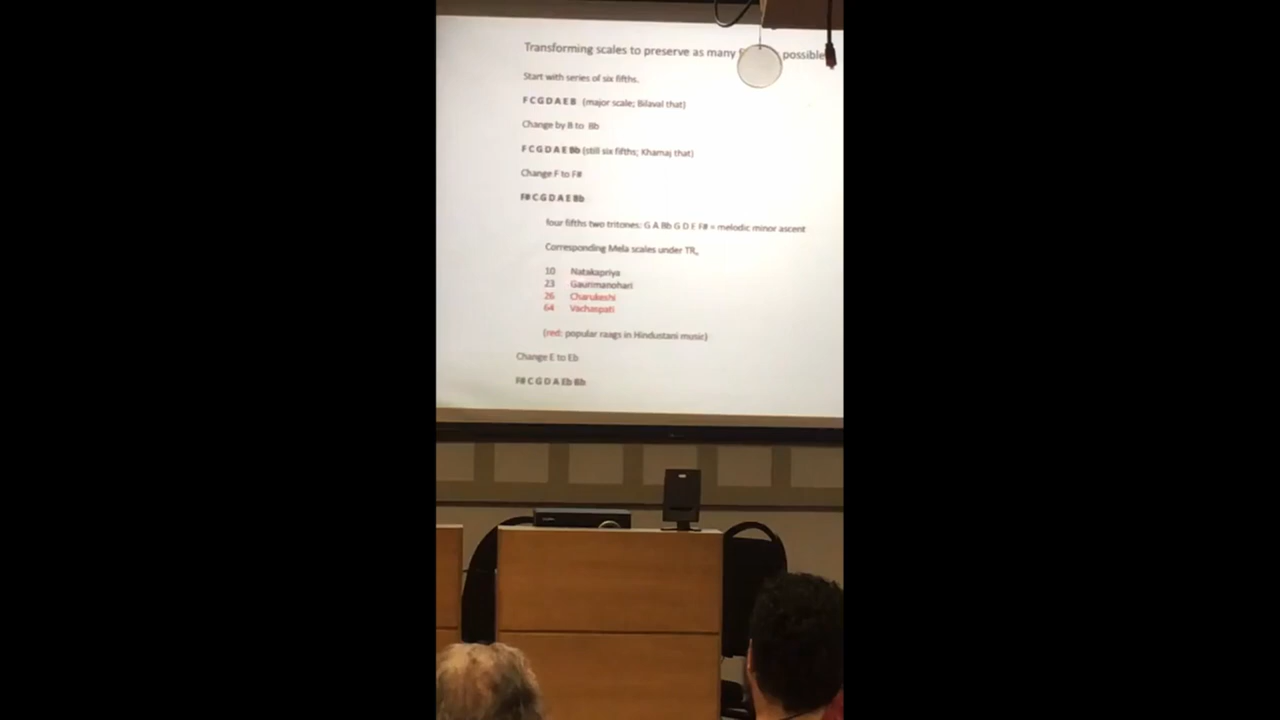 Transforming scales to preserve as many possible
Start with series of six fifths.
F C G D A E B (major scale; Bilaval that)
Change by B to Bb
F C G D A E Bb (still six fifths; Khamaj that)
Change F to F#
F# C G D A E Bb
four fifths two tritones: G A Bb G D E F# = melodic minor ascent
Corresponding Mela scales under TRn
10 Natakapriya
23 Gaurimanohari
26 Charukeshi
64 Vachaspati
(red: popular raags in Hindustani music)
Change E to Eb
F# C G D A Eb Bb